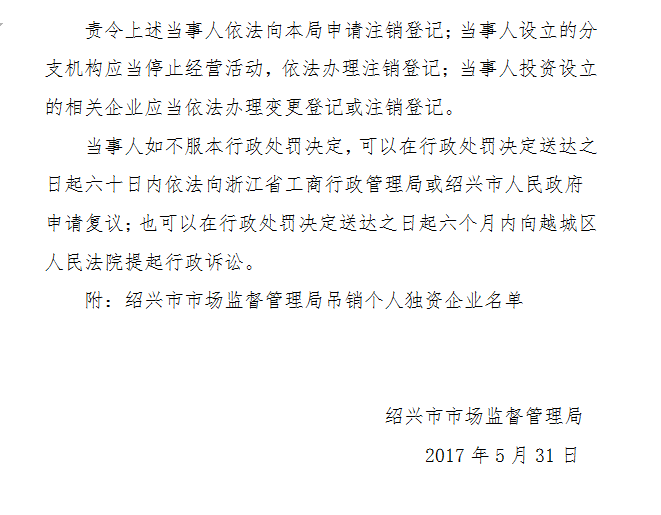 责令上述当事人依法向本局申请注销登记；当事人设立的分
支机构应当停止经营活动，依法办理注销登记；当事人投资设立
的相关企业应当依法办理变更登记或注销登记。
当事人如不服本行政处罚决定，可以在行政处罚决定送达之
日起六十日内依法向浙江省工商行政管理局或绍兴市人民政府
申请复议；也可以在行政处罚决定送达之日起六个月内向越城区
人民法院提起行政诉讼。
附：绍兴市市场监督管理局吊销个人独资企业名单
绍兴市市场监督管理局
2017 年 5 月 31 日